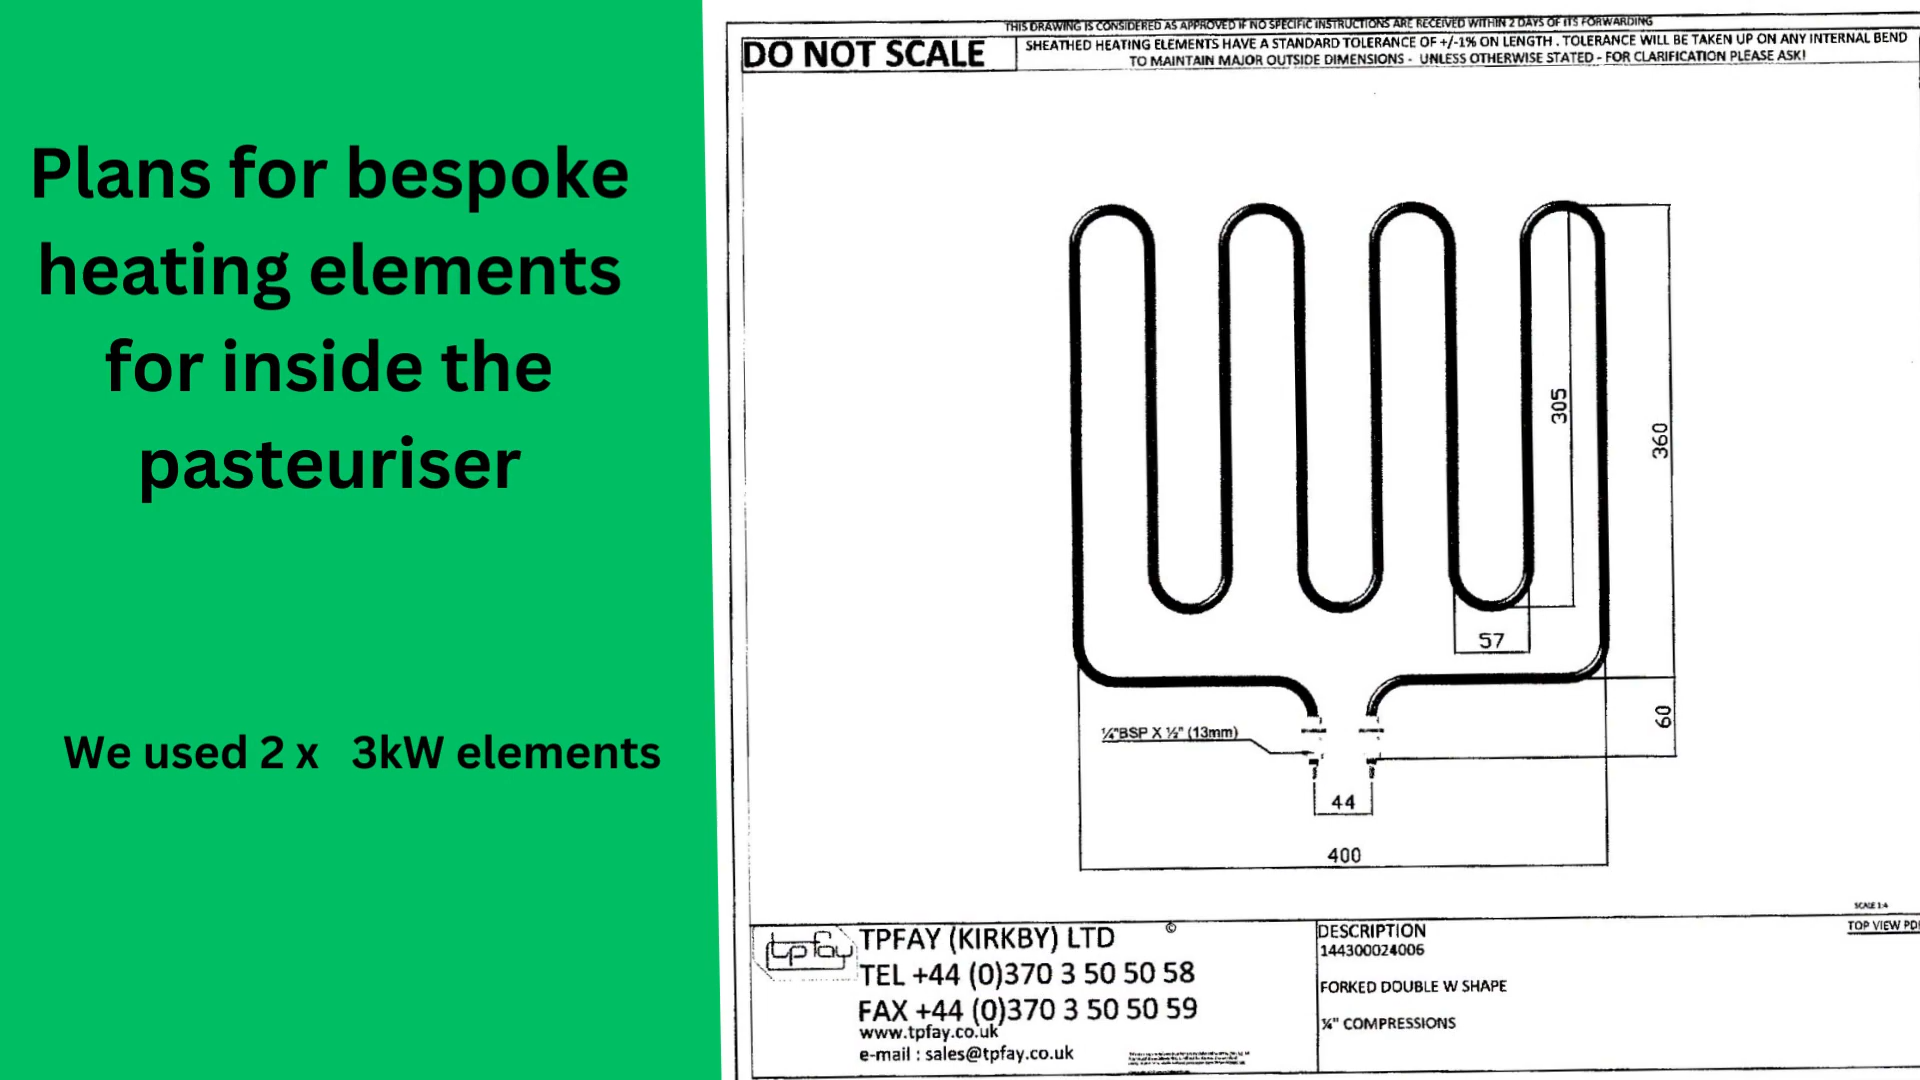 Plans for bespoke
heating elements
for inside the
pasteuriser
We used 2 x 3kW elements
THIS DRAWING IS CONSIDERED AS APPROVED IF NO SPECIFIC INSTRUCTIONS ARE RECEIVED WITHIN 2 DAYS OF ITS FORWARDING
DO NOT SCALE
SHEATHED HEATING ELEMENTS HAVE A STANDARD TOLERANCE OF +/-1% ON LENGTH . TOLERANCE WILL BE TAKEN UP ON ANY INTERNAL BEND
TO MAINTAIN MAJOR OUTSIDE DIMENSIONS - UNLESS OTHERWISE STATED - FOR CLARIFICATION PLEASE ASK!
305
360
57
60
¼"BSP X ½" (13mm)
44
400
SCALE 1:4
TOP VIEW
tpfay
TPFAY (KIRKBY) LTD ©
TEL +44 (0)370 3 50 50 58
FAX +44 (0)370 3 50 50 59
www.tpfay.co.uk
e-mail : sales@tpfay.co.uk
DESCRIPTION
144300024006
FORKED DOUBLE W SHAPE
¼" COMPRESSIONS